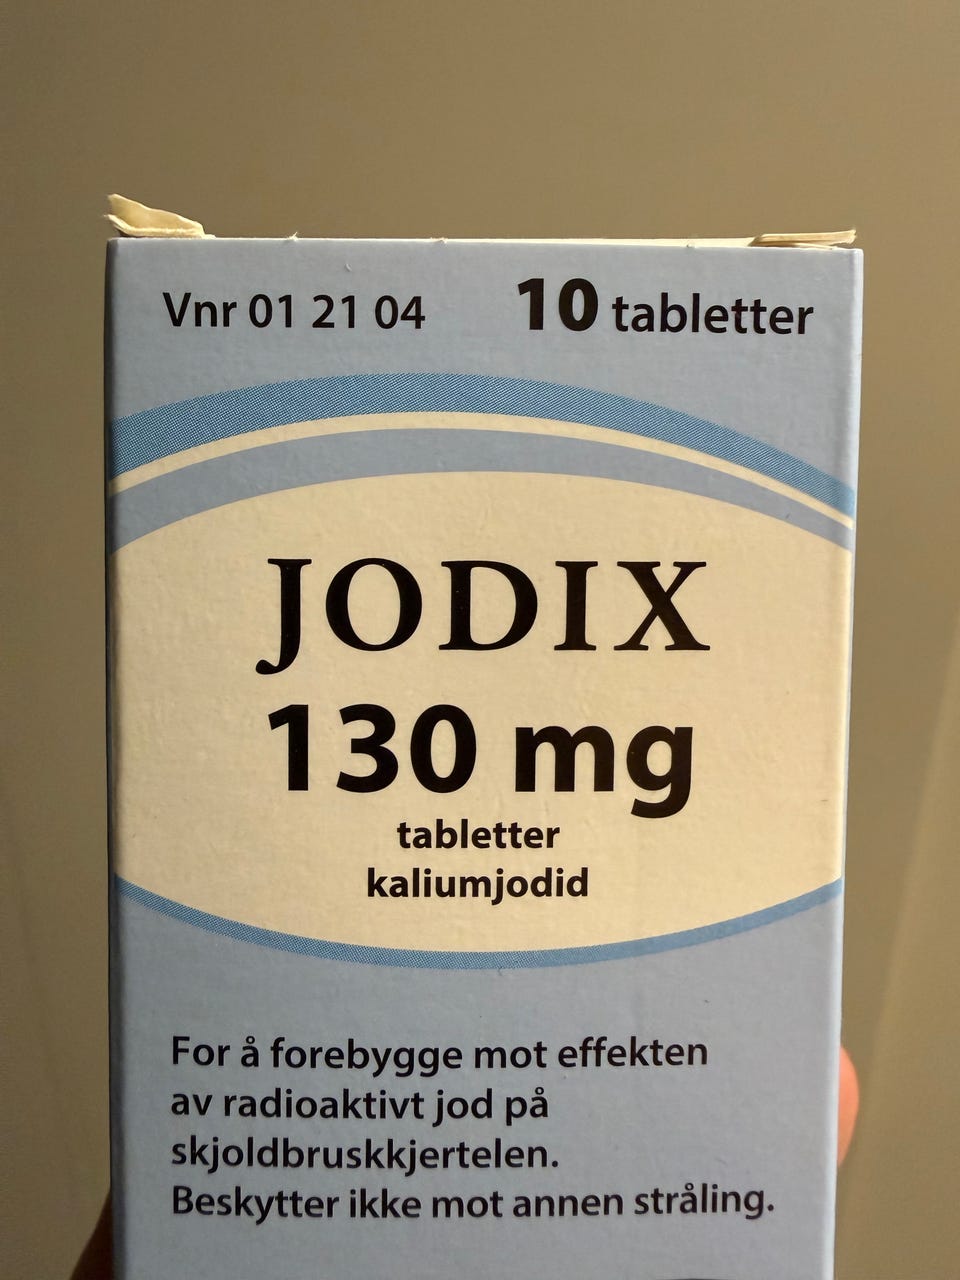 Vnr 01 21 04 10 tabletter
JODIX
130 mg
tabletter
kaliumjodid
For å forebygge mot effekten
av radioaktivt jod på
skjoldbruskkjertelen.
Beskytter ikke mot annen stråling.